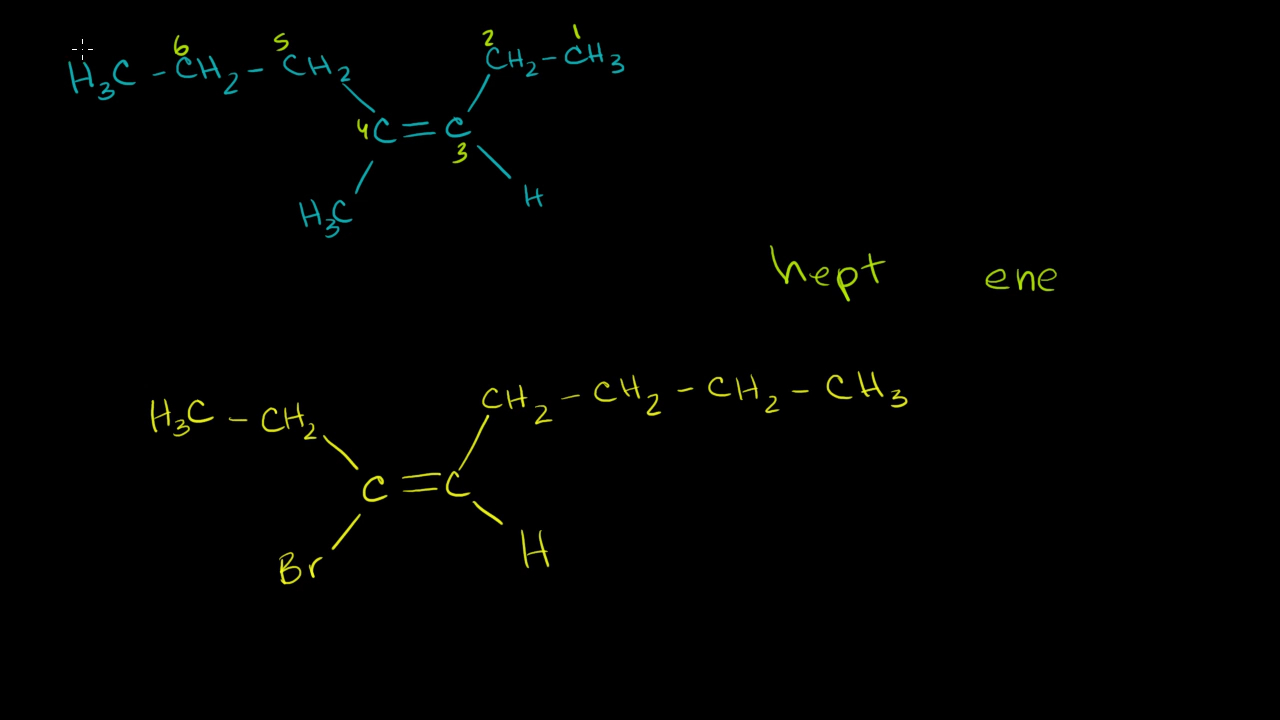 6 5 2 1
H3C - CH2 - CH2 CH2 - CH3
4 C = C
3
H3C H
hept ene
H3C - CH2 CH2 - CH2 - CH2 - CH3
C = C
Br H